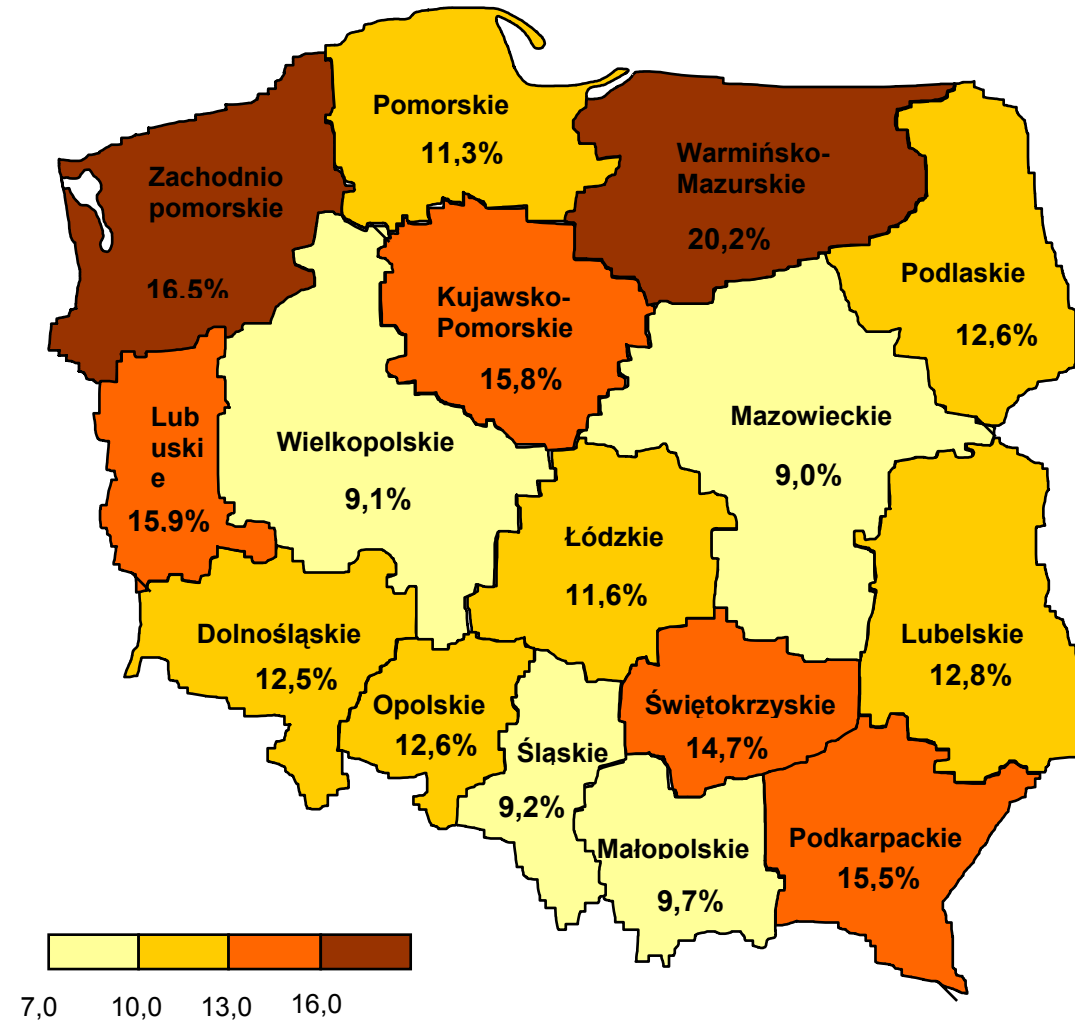 Pomorskie
11,3%
Warmińsko-
Mazurskie
20,2%
Zachodnio
pomorskie
16,5%
Podlaskie
12,6%
Kujawsko-
Pomorskie
15,8%
Mazowieckie
9,0%
Lub
uski
e
15,9%
Wielkopolskie
9,1%
Łódzkie
11,6%
Lubelskie
12,8%
Dolnośląskie
12,5%
Opolskie
12,6%
Śląskie
9,2%
Świętokrzyskie
14,7%
Małopolskie
9,7%
Podkarpackie
15,5%
7,0 10,0 13,0 16,0